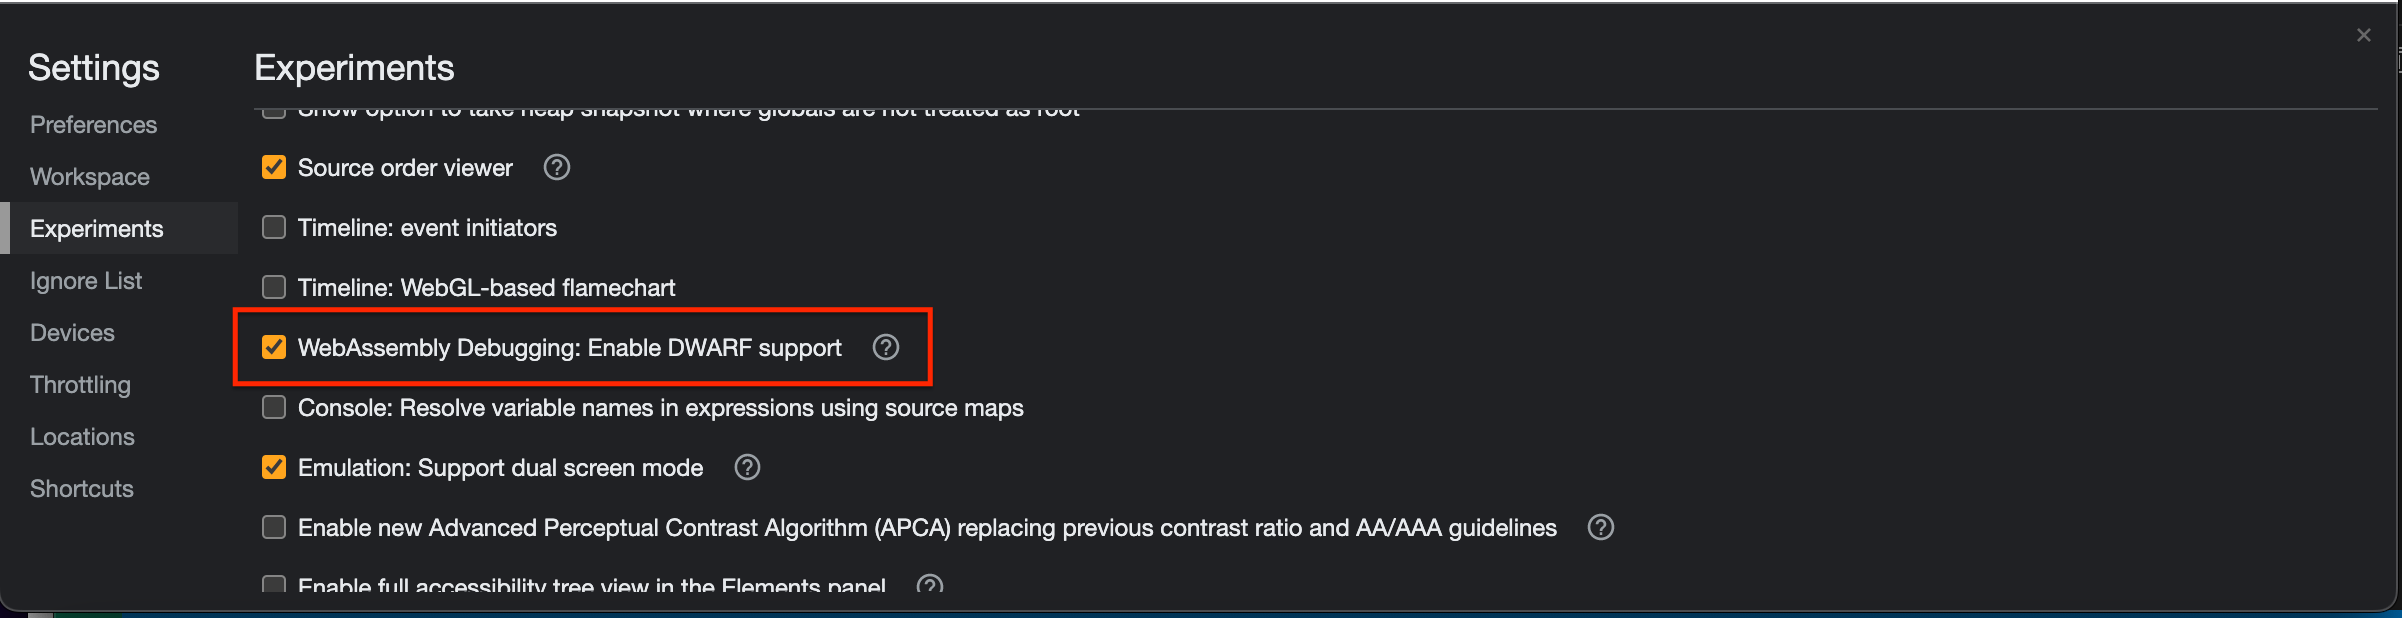 Settings
Preferences
Workspace
Experiments
Ignore List
Devices
Throttling
Locations
Shortcuts
Experiments
Show option to take heap snapshot where globals are not treated as root
Source order viewer
Timeline: event initiators
Timeline: WebGL-based flamechart
WebAssembly Debugging: Enable DWARF support
Console: Resolve variable names in expressions using source maps
Emulation: Support dual screen mode
Enable new Advanced Perceptual Contrast Algorithm (APCA) replacing previous contrast ratio and AA/AAA guidelines
Enable full accessibility tree view in the Elements panel